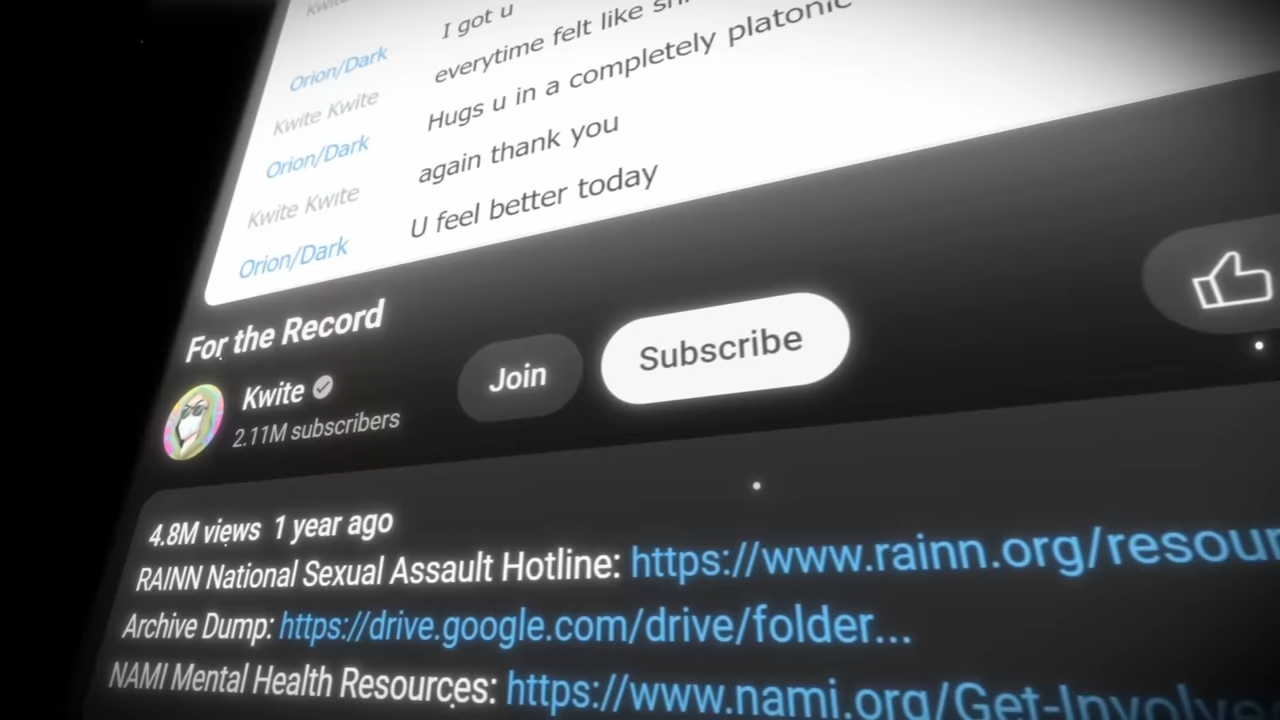 Kwite
I got u
Orion/Dark
everytime felt like
Kwite Kwite
Hugs u in a completely platonic
Orion/Dark
again thank you
Kwite Kwite
U feel better today
Orion/Dark
For the Record
Kwite
2.11M subscribers
Join
Subscribe
4.8M views 1 year ago
RAINN National Sexual Assault Hotline: https://www.rainn.org/resour
Archive Dump: https://drive.google.com/drive/folder...
NAMI Mental Health Resources: https://www.nami.org/Get-Involve